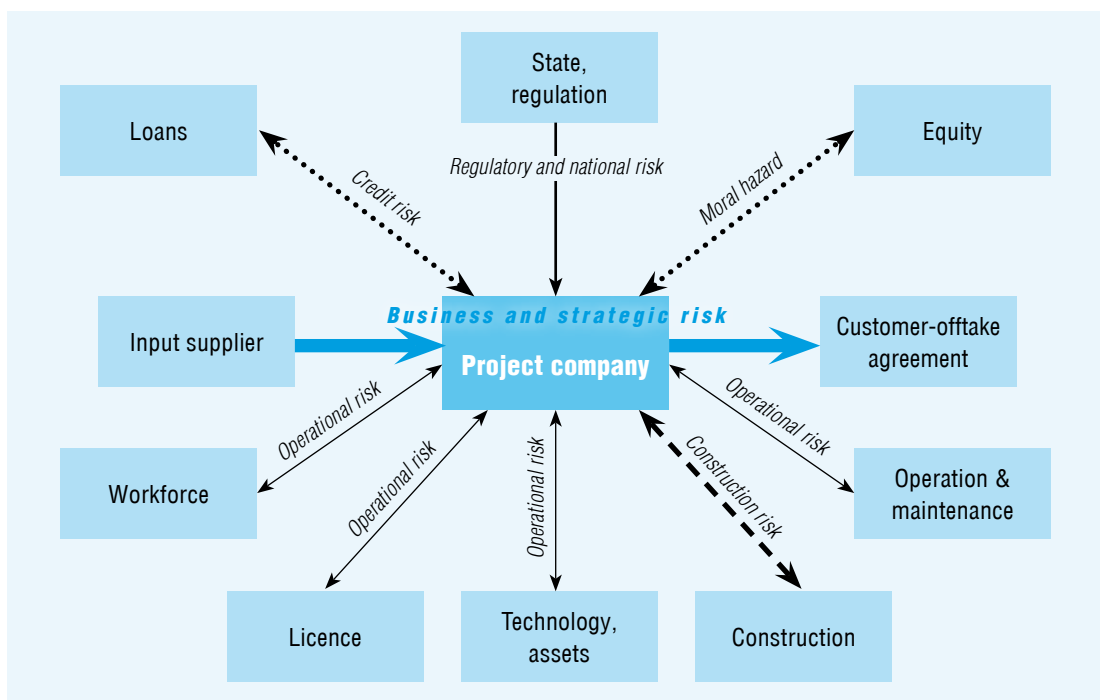 State,
regulation
Loans
Equity
Regulatory and national risk
Credit risk
Moral hazard
Business and strategic risk
Input supplier
Project company
Customer-offtake
agreement
Operational risk
Operational risk
Operational risk
Construction risk
Operational risk
Workforce
Operation &
maintenance
Licence
Technology,
assets
Construction